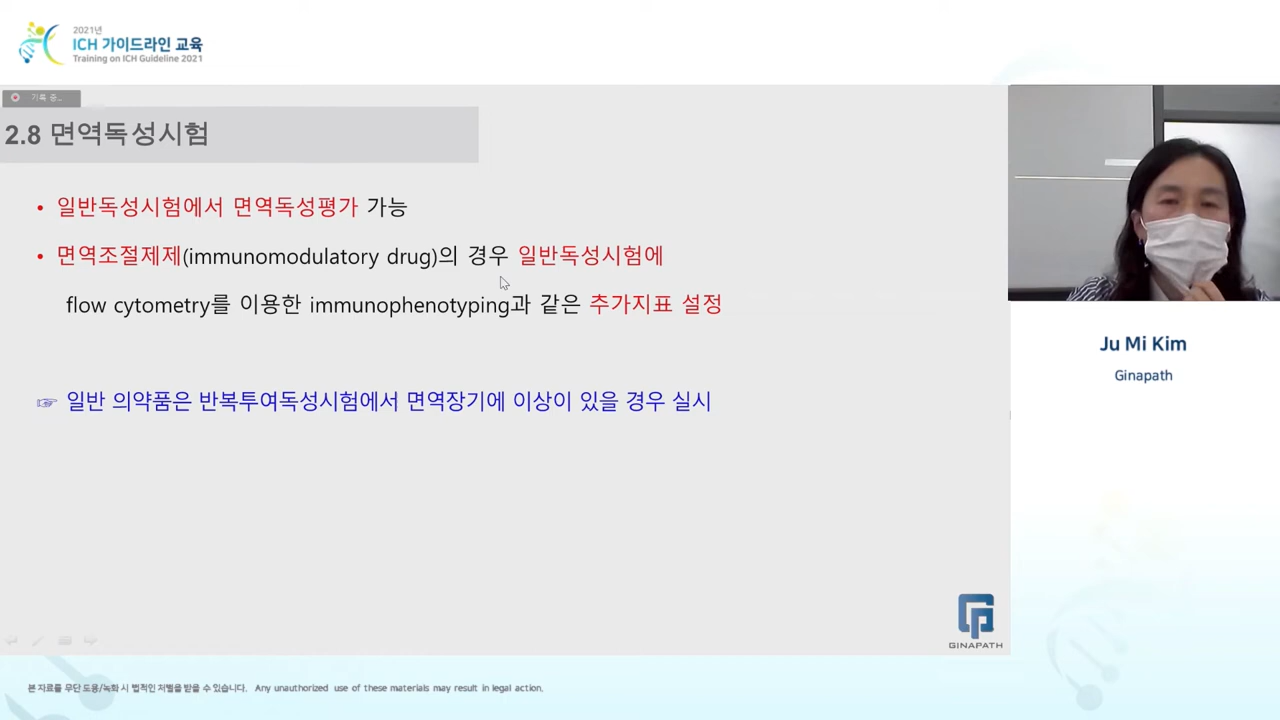 2021년
ICH 가이드라인 교육
Training on ICH Guideline 2021
기록 중...
2.8 면역독성시험
• 일반독성시험에서 면역독성평가 가능
• 면역조절제제(immunomodulatory drug)의 경우 일반독성시험에
flow cytometry를 이용한 immunophenotyping과 같은 추가지표 설정
☞ 일반 의약품은 반복투여독성시험에서 면역장기에 이상이 있을 경우 실시
Ju Mi Kim
Ginapath
GINAPATH
본 자료를 무단 도용/녹화 시 법적인 처벌을 받을 수 있습니다. Any unauthorized use of these materials may result in legal action.